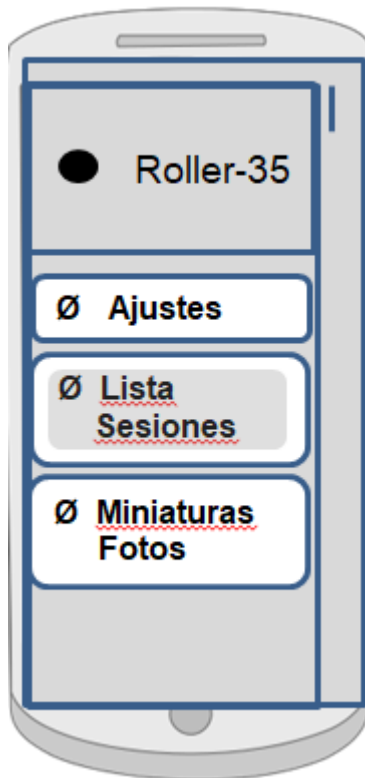 Roller-35
Ø Ajustes
Ø Lista
Sesiones
Ø Miniaturas
Fotos